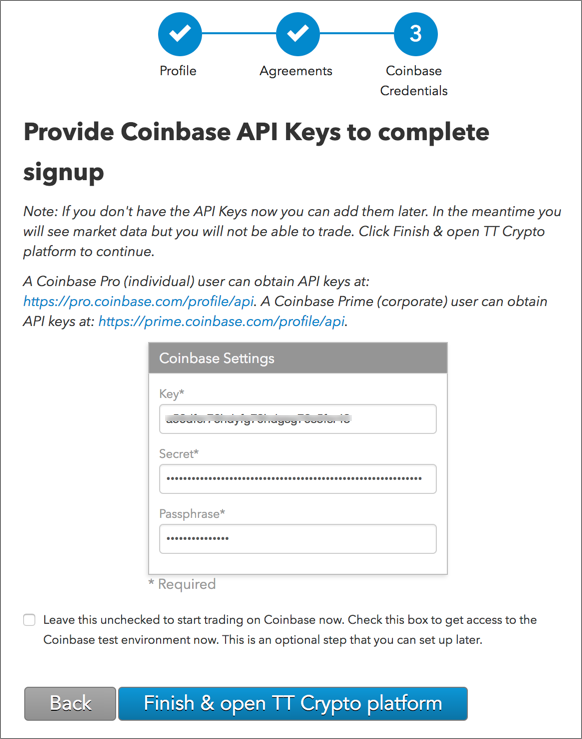 3
Profile
Agreements
Coinbase
Credentials
Provide Coinbase API Keys to complete
signup
Note: If you don't have the API Keys now you can add them later. In the meantime you
will see market data but you will not be able to trade. Click Finish & open TT Crypto
platform to continue.
A Coinbase Pro (individual) user can obtain API keys at:
https://pro.coinbase.com/profile/api. A Coinbase Prime (corporate) user can obtain
API keys at: https://prime.coinbase.com/profile/api.
Coinbase Settings
Key*
Secret*
Passphrase*
* Required
Leave this unchecked to start trading on Coinbase now. Check this box to get access to the
Coinbase test environment now. This is an optional step that you can set up later.
Back
Finish & open TT Crypto platform